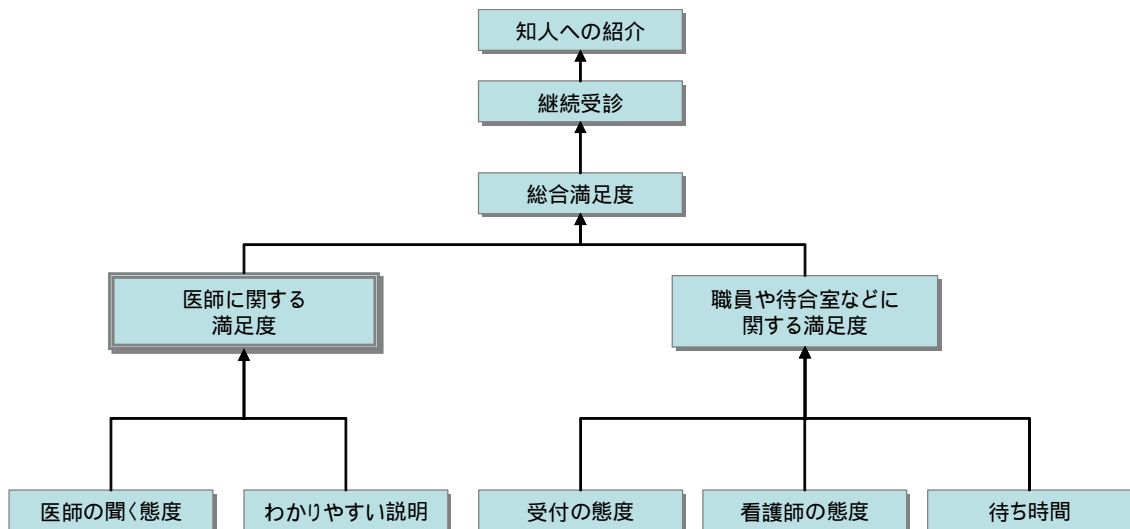 知人への紹介
継続受診
総合満足度
医師に関する
満足度
職員や待合室などに
関する満足度
医師の聞く態度
わかりやすい説明
受付の態度
看護師の態度
待ち時間